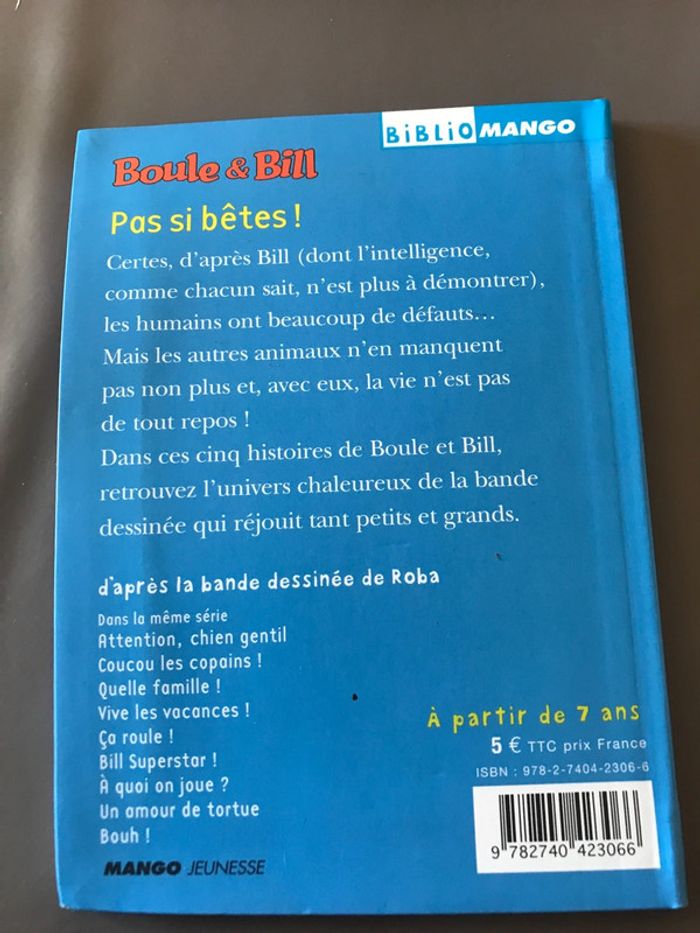 BiBLiO MANGO
Boule & Bill
Pas si bêtes !
Certes, d'après Bill (dont l'intelligence,
comme chacun sait, n'est plus à démontrer),
les humains ont beaucoup de défauts...
Mais les autres animaux n'en manquent
pas non plus et, avec eux, la vie n'est pas
de tout repos !
Dans ces cinq histoires de Boule et Bill,
retrouvez l'univers chaleureux de la bande
dessinée qui réjouit tant petits et grands.
d'après la bande dessinée de Roba
Dans la même série
Attention, chien gentil
Coucou les copains !
Quelle famille !
Vive les vacances !
Ça roule !
Bill Superstar !
À quoi on joue ?
Un amour de tortue
Bouh !
MANGO JEUNESSE
À partir de 7 ans
5 € TTC prix France
ISBN : 978-2-7404-2306-6
9 782740 423066